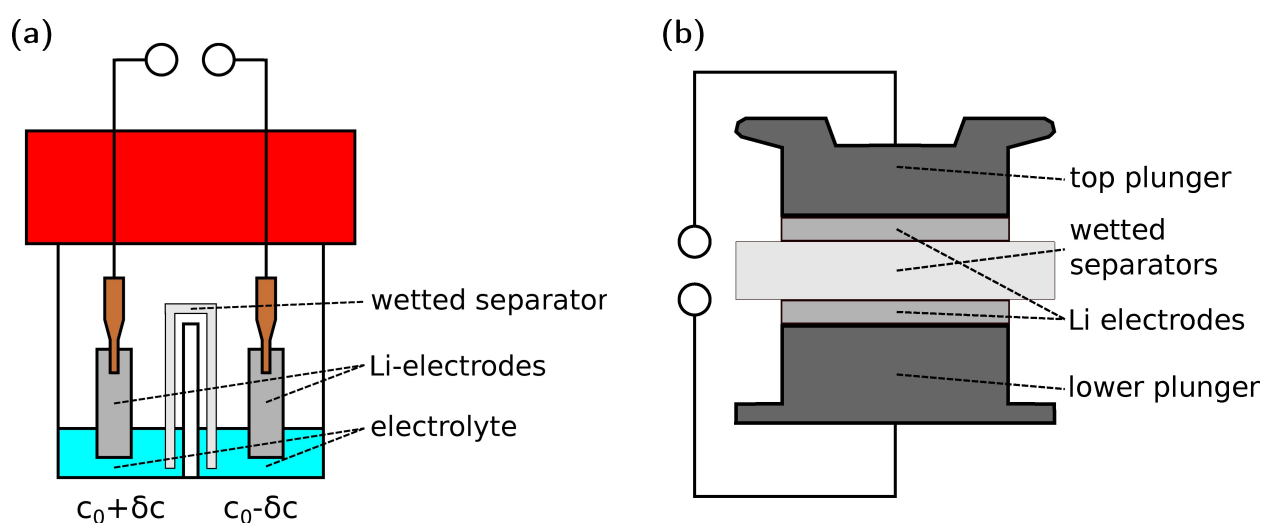 (a)
wetted separator
Li-electrodes
electrolyte
c₀+δc
c₀-δc
(b)
top plunger
wetted
separators
Li electrodes
lower plunger